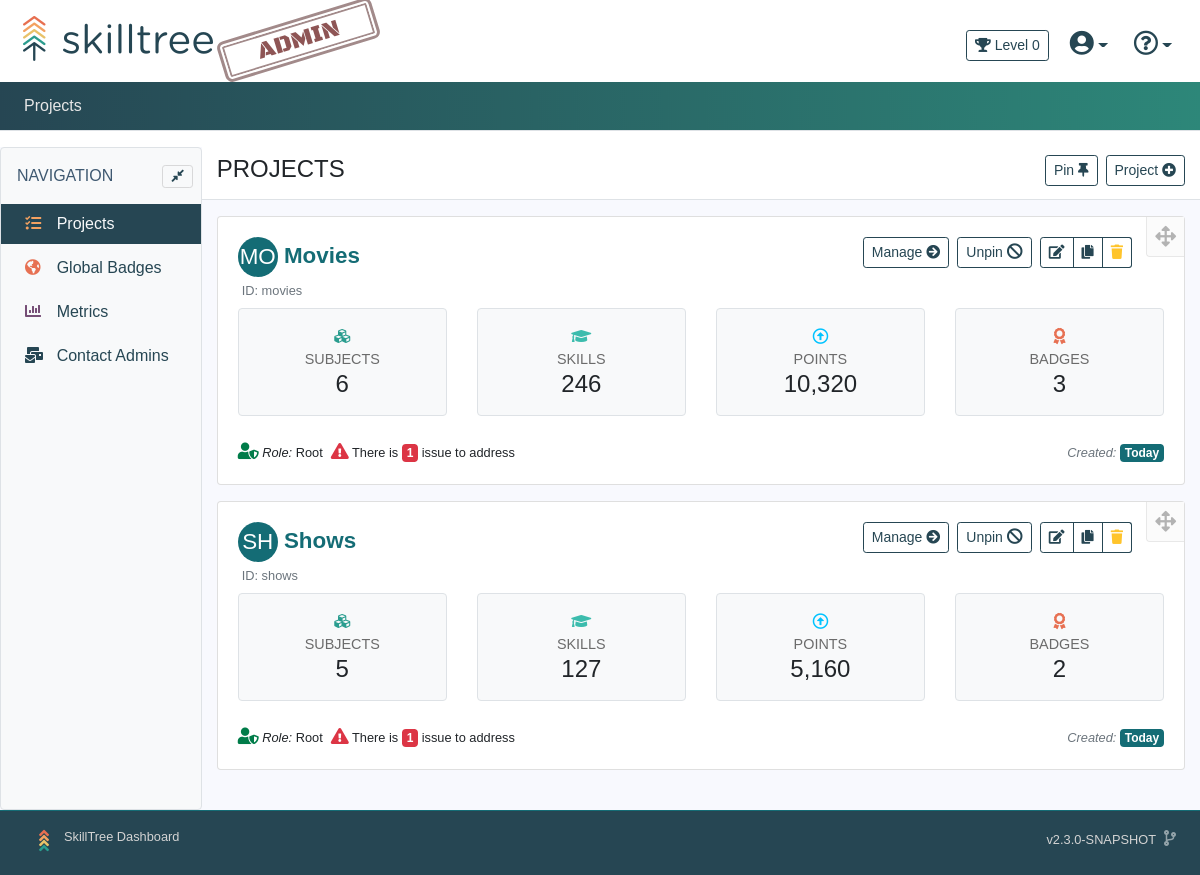 skilltree
ADMIN
Level 0
Projects
NAVIGATION
Projects
Global Badges
Metrics
Contact Admins
PROJECTS
Pin
Project
MO Movies
Manage
Unpin
ID: movies
SUBJECTS
6
SKILLS
246
POINTS
10,320
BADGES
3
Role: Root There is 1 issue to address
Created: Today
SH Shows
Manage
Unpin
ID: shows
SUBJECTS
5
SKILLS
127
POINTS
5,160
BADGES
2
Role: Root There is 1 issue to address
Created: Today
SkillTree Dashboard
v2.3.0-SNAPSHOT